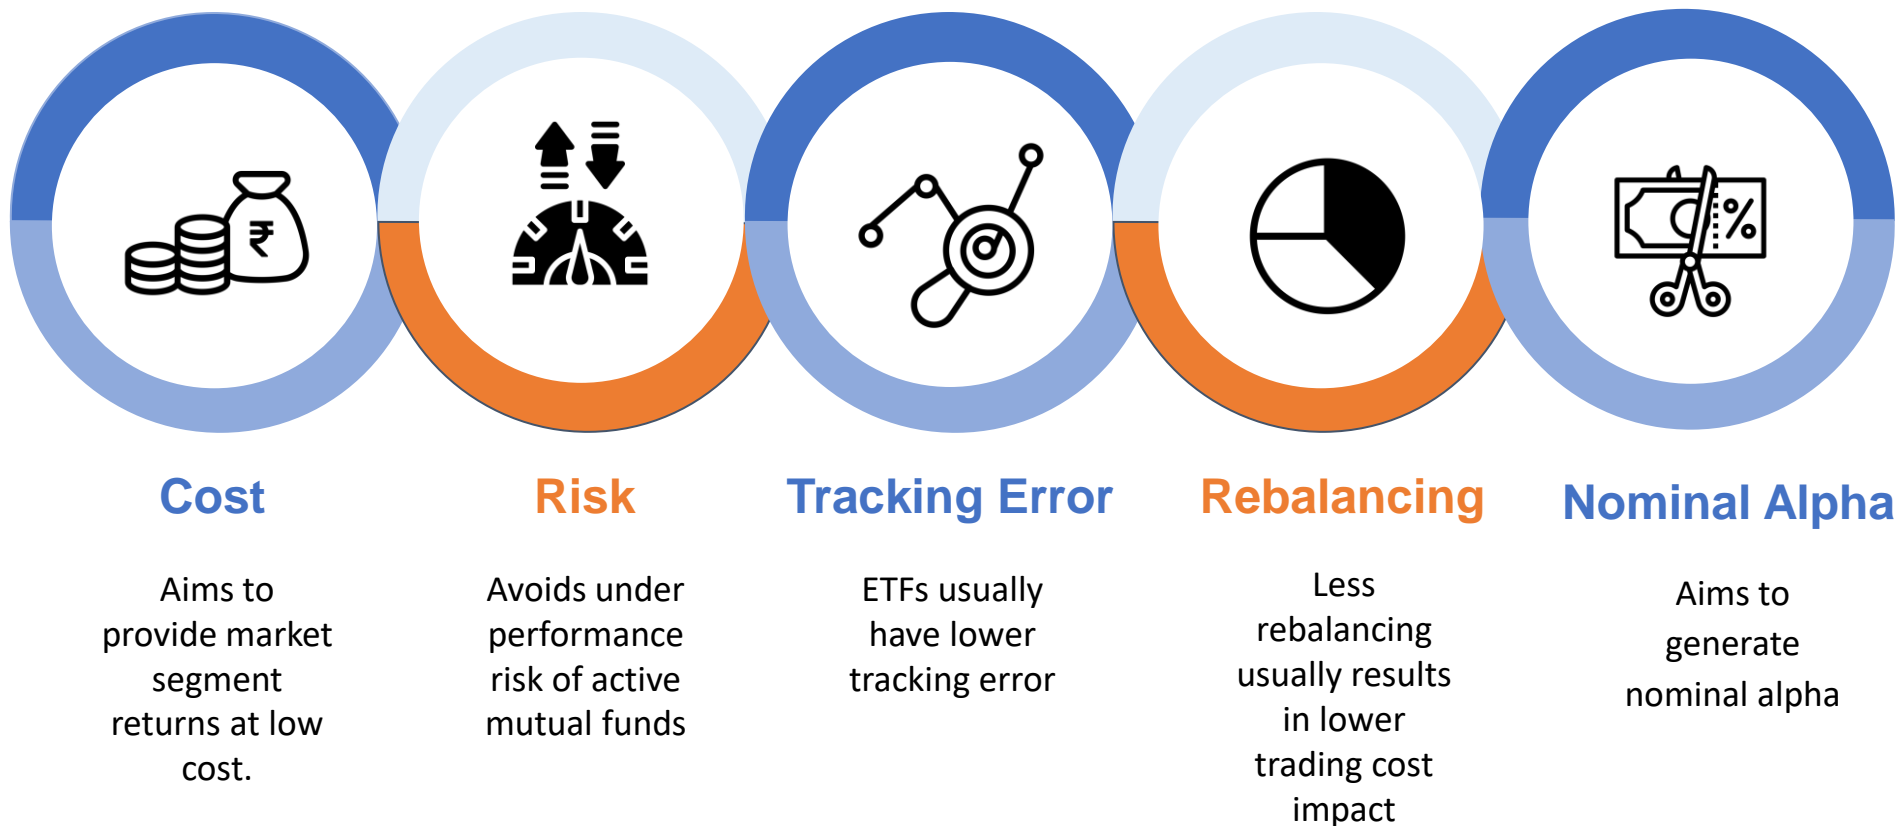 ₹
%
Cost
Aims to
provide market
segment
returns at low
cost.
Risk
Avoids under
performance
risk of active
mutual funds
Tracking Error
ETFs usually
have lower
tracking error
Rebalancing
Less
rebalancing
usually results
in lower
trading cost
impact
Nominal Alpha
Aims to
generate
nominal alpha